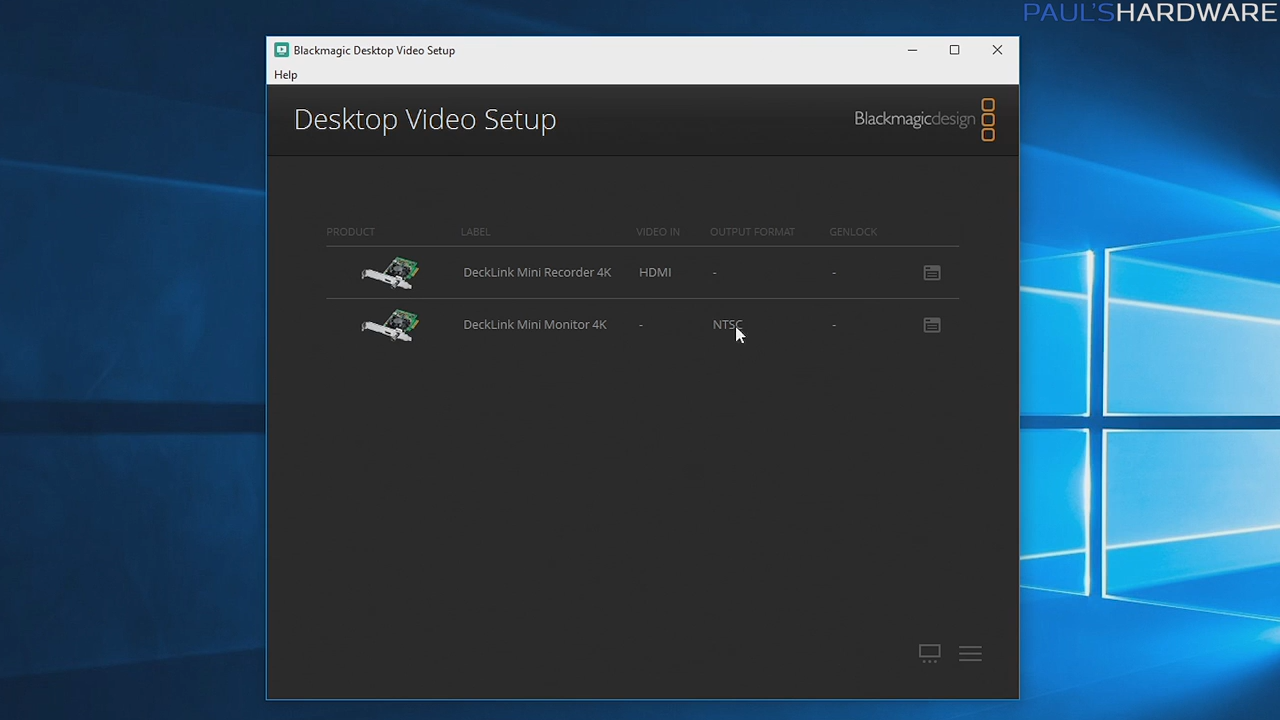 PAUL'SHARDWARE
Blackmagic Desktop Video Setup
Help
Desktop Video Setup
Blackmagicdesign
PRODUCT LABEL VIDEO IN OUTPUT FORMAT GENLOCK
DeckLink Mini Recorder 4K HDMI - -
DeckLink Mini Monitor 4K - NTSC -